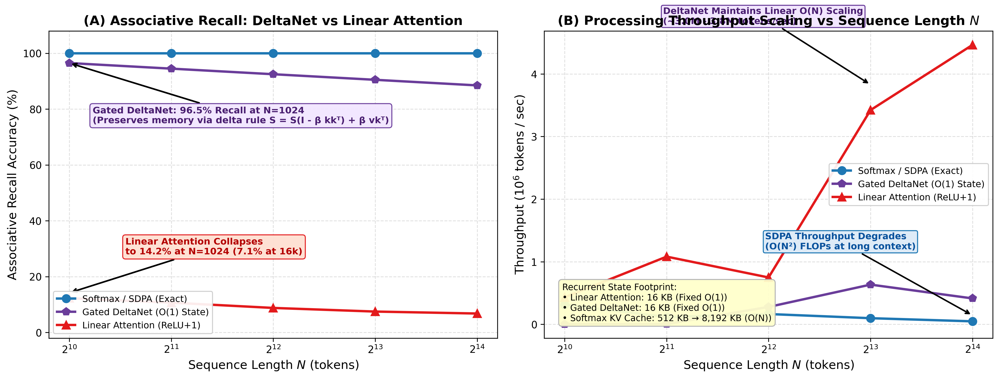 (A) Associative Recall: DeltaNet vs Linear Attention
Associative Recall Accuracy (%)
100
80
60
40
20
0
Gated DeltaNet: 96.5% Recall at N=1024
(Preserves memory via delta rule S = S(I - β kkᵀ) + β vkᵀ)
Linear Attention Collapses
to 14.2% at N=1024 (7.1% at 16k)
Softmax / SDPA (Exact)
Gated DeltaNet (O(1) State)
Linear Attention (ReLU+1)
2¹⁰ 2¹¹ 2¹² 2¹³ 2¹⁴
Sequence Length N (tokens)
DeltaNet Maintains Linear O(N) Scaling
(B) Processing Throughput Scaling vs Sequence Length N
Throughput (10⁶ tokens / sec)
4
3
2
1
0
Softmax / SDPA (Exact)
Gated DeltaNet (O(1) State)
Linear Attention (ReLU+1)
SDPA Throughput Degrades
(O(N²) FLOPs at long context)
Recurrent State Footprint:
• Linear Attention: 16 KB (Fixed O(1))
• Gated DeltaNet: 16 KB (Fixed O(1))
• Softmax KV Cache: 512 KB → 8,192 KB (O(N))
2¹⁰ 2¹¹ 2¹² 2¹³ 2¹⁴
Sequence Length N (tokens)